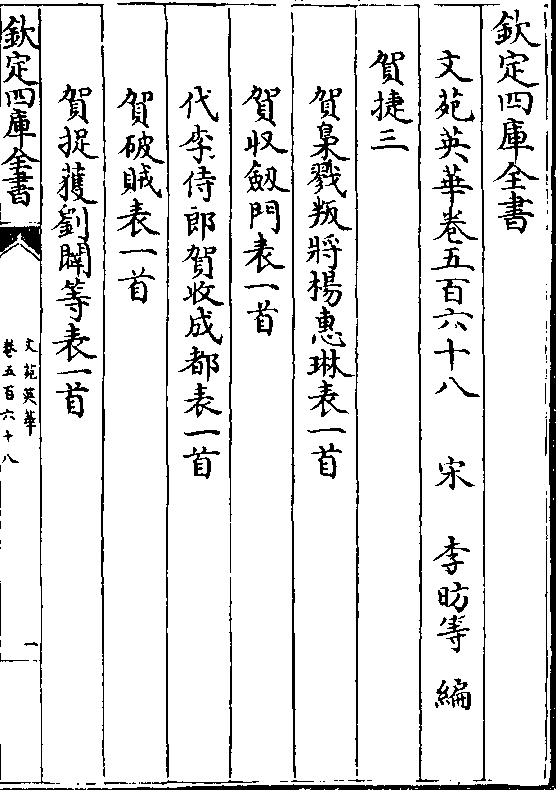 欽定四庫全書
文苑英華卷五百六十八 宋 李昉等 編
賀捷三
賀梟戮叛將楊惠琳表一首
賀收劔門表一首
代李侍郎賀收成都表一首
賀破賊表一首
賀捉獲劉闢等表一首
欽定四庫全書
文苑英華
卷五百六十八
一